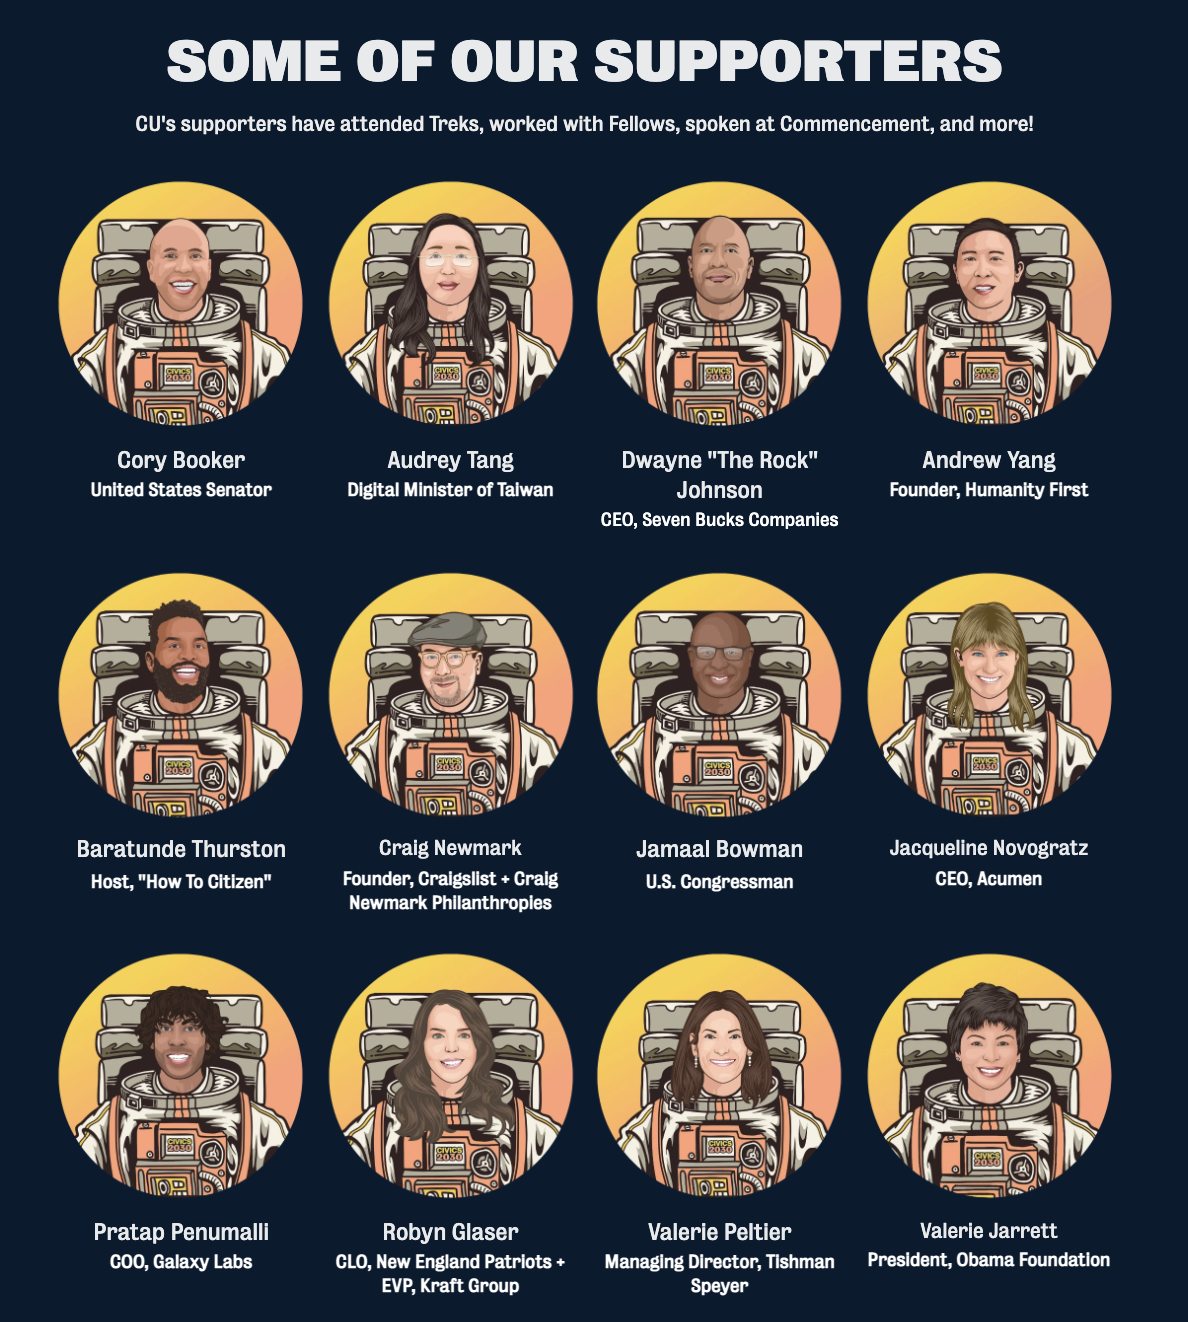 SOME OF OUR SUPPORTERS
CU's supporters have attended Treks, worked with Fellows, spoken at Commencement, and more!
CIVICS
2030
CIVICS
2030
CIVICS
2030
CIVICS
2030
Cory Booker
United States Senator
Audrey Tang
Digital Minister of Taiwan
Dwayne "The Rock"
Johnson
CEO, Seven Bucks Companies
Andrew Yang
Founder, Humanity First
CIVICS
2030
CIVICS
2030
CIVICS
2030
CIVICS
2030
Baratunde Thurston
Host, "How To Citizen"
Craig Newmark
Founder, Craigslist + Craig
Newmark Philanthropies
Jamaal Bowman
U.S. Congressman
Jacqueline Novogratz
CEO, Acumen
CIVICS
2030
CIVICS
2030
CIVICS
2030
CIVICS
2030
Pratap Penumalli
COO, Galaxy Labs
Robyn Glaser
CLO, New England Patriots +
EVP, Kraft Group
Valerie Peltier
Managing Director, Tishman
Speyer
Valerie Jarrett
President, Obama Foundation